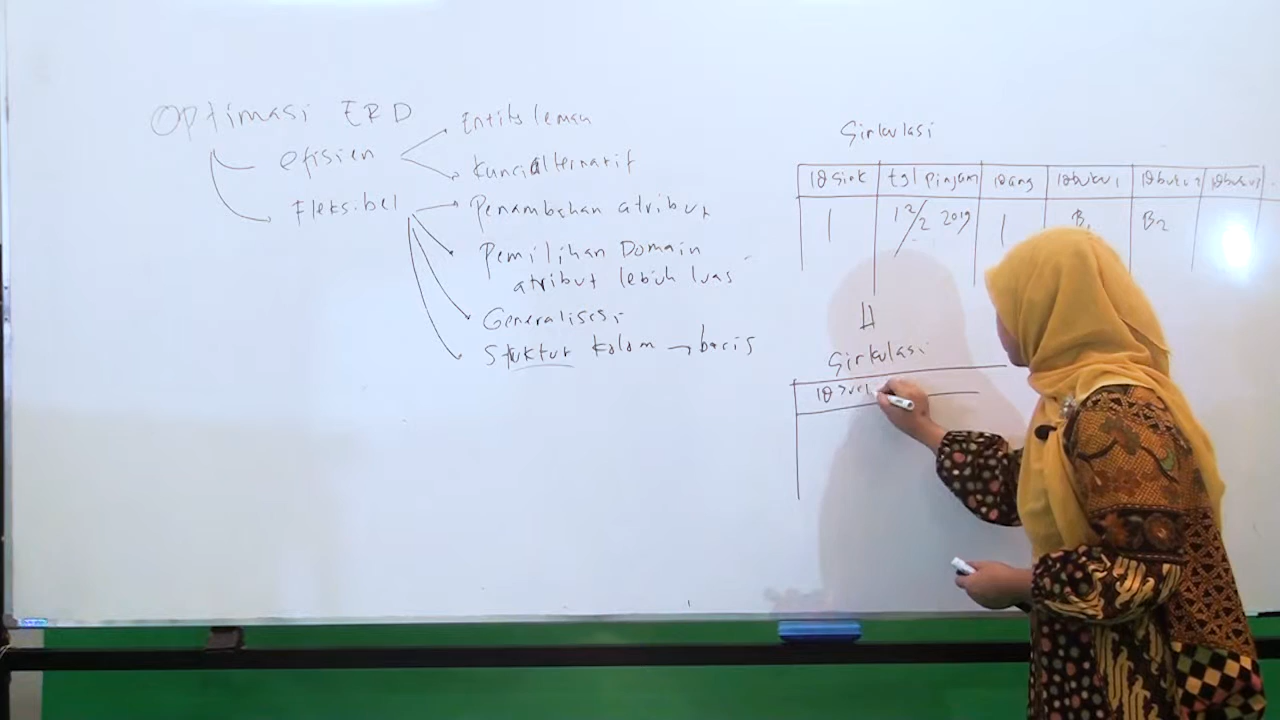 Optimasi ERD
efisien
Entits lemah
Kunci alternatif
Fleksibel
Penambahan atribut
Pemilihan Domain
atribut lebih luas
Generalisasi
Stuktur kolom → baris
Sirkulasi
ID sirk tgl pinjam ID ang ID buku1 ID buku2 ID buku3
1 12/2 2019 1 B1 B2
Sirkulasi